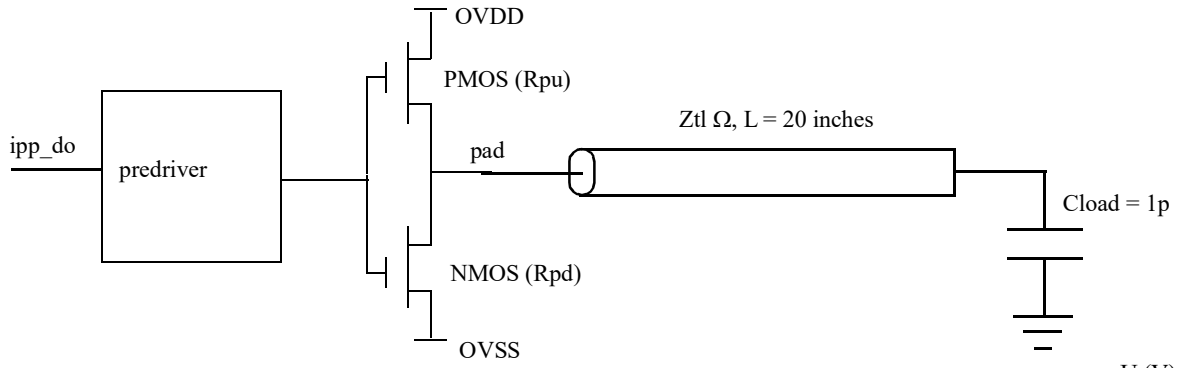 OVDD
PMOS (Rpu)
Ztl Ω, L = 20 inches
ipp_do
pad
predriver
Cload = 1p
NMOS (Rpd)
OVSS